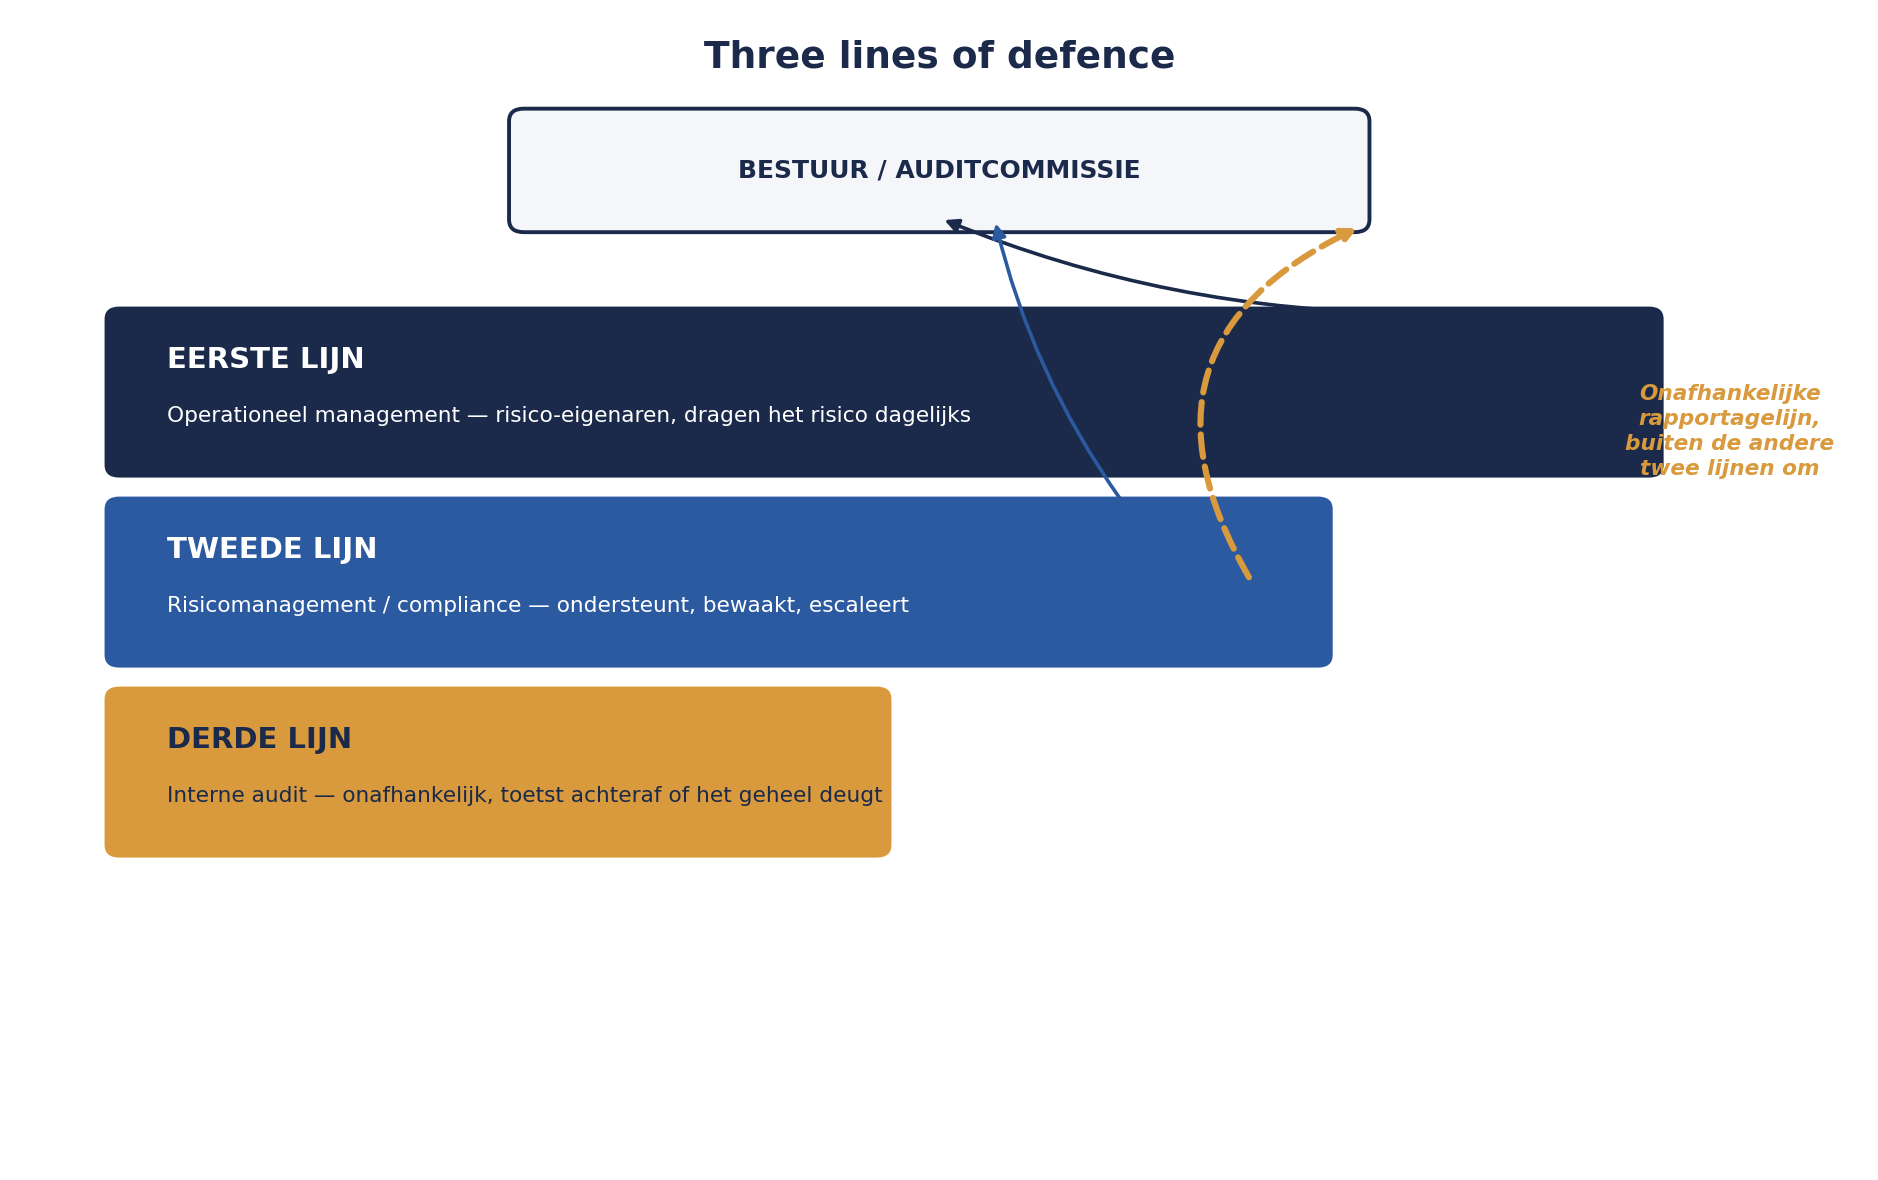 Three lines of defence
BESTUUR / AUDITCOMMISSIE
EERSTE LIJN
Operationeel management — risico-eigenaren, dragen het risico dagelijks
Onafhankelijke
rapportagelijn,
buiten de andere
twee lijnen om
TWEEDE LIJN
Risicomanagement / compliance — ondersteunt, bewaakt, escaleert
DERDE LIJN
Interne audit — onafhankelijk, toetst achteraf of het geheel deugt